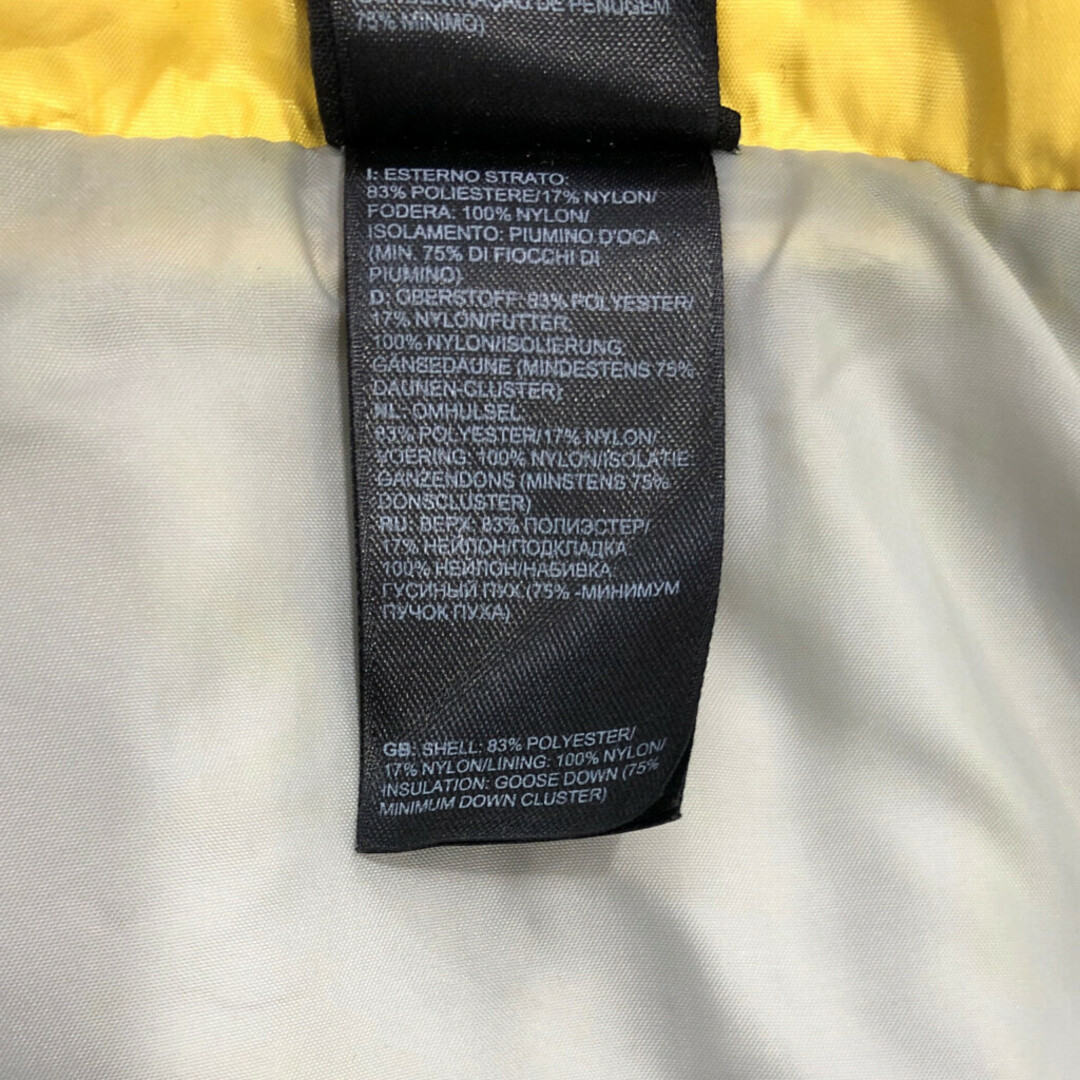 DE PENUGEM
75% MÍNIMO)
I: ESTERNO STRATO:
83% POLIESTERE/17% NYLON/
FODERA: 100% NYLON/
ISOLAMENTO: PIUMINO D'OCA
(MIN. 75% DI FIOCCHI DI
PIUMINO)
D: OBERSTOFF: 83% POLYESTER/
17% NYLON/FUTTER:
100% NYLON/ISOLIERUNG:
GÄNSEDAUNE (MINDESTENS 75%
DAUNEN-CLUSTER)
NL: OMHULSEL:
83% POLYESTER/17% NYLON/
VOERING: 100% NYLON/ISOLATIE:
GANZENDONS (MINSTENS 75%
DONSCLUSTER)
RU: ВЕРХ: 83% ПОЛИЭСТЕР/
17% НЕЙЛОН/ПОДКЛАДКА:
100% НЕЙЛОН/НАБИВКА:
ГУСИНЫЙ ПУХ (75% -МИНИМУМ
ПУЧОК ПУХА)
GB: SHELL: 83% POLYESTER/
17% NYLON/LINING: 100% NYLON/
INSULATION: GOOSE DOWN (75%
MINIMUM DOWN CLUSTER)